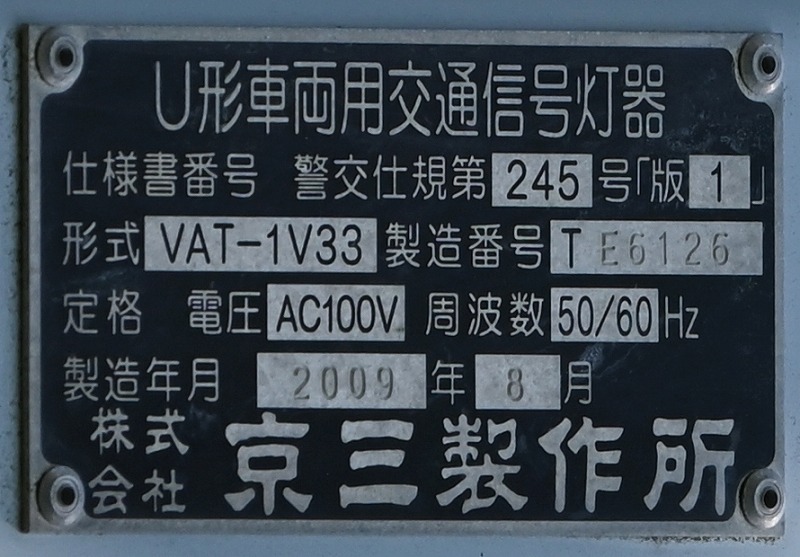 U形車両用交通信号灯器
仕様書番号 警交仕規第 245 号「版 1 」
形式 VAT-1V33 製造番号 T E6126
定格 電圧 AC100V 周波数 50/60 Hz
製造年月 2009 年 8 月
株式会社 京三製作所